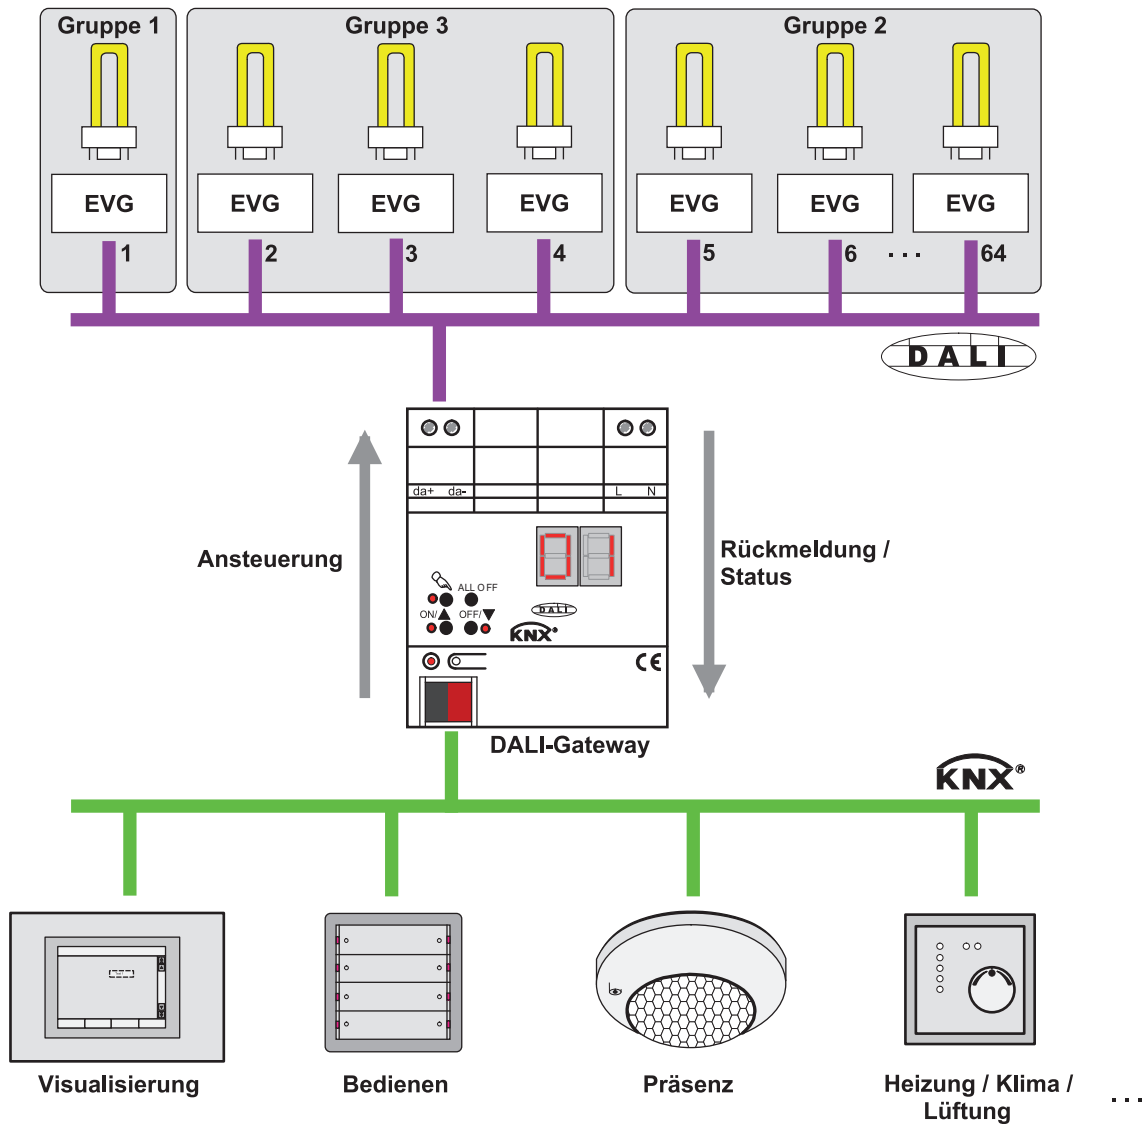 Gruppe 1
Gruppe 3
Gruppe 2
EVG EVG EVG EVG EVG EVG EVG
1 2 3 4 5 6 ... 64
DALI
da+ da- L N
Ansteuerung
Rückmeldung /
Status
ALL OFF
ON/▲ OFF/▼
DALI
KNX®
CE
DALI-Gateway
KNX®
Visualisierung
Bedienen
Präsenz
Heizung / Klima /
Lüftung
...